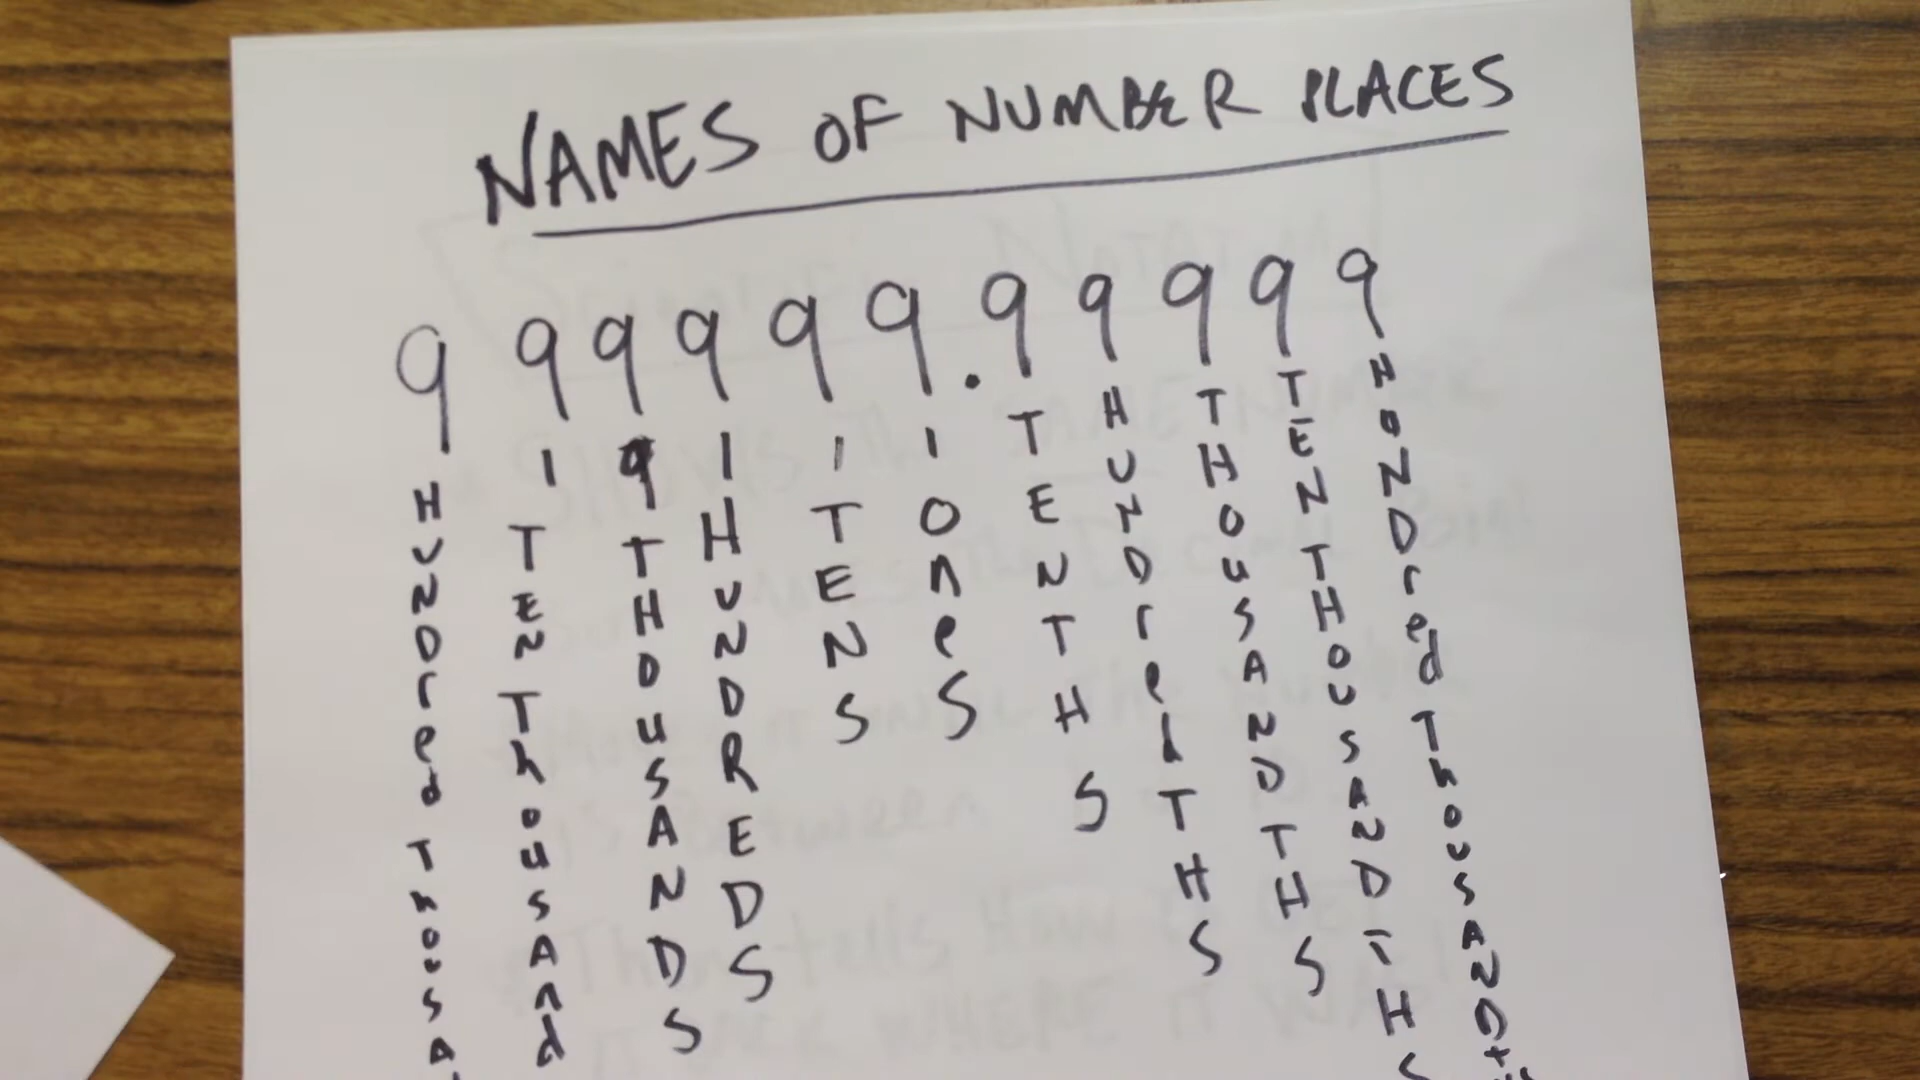 NAMES OF NUMBER PLACES
999999.99999
HUNDred ThousA
TEN Thousand
THOUSANDS
HUNDREDS
TENS
OneS
TENTHS
HUNDreDTHS
THOUSANDTHS
TEN THOUSANDTHS
HUNDred ThousANDth